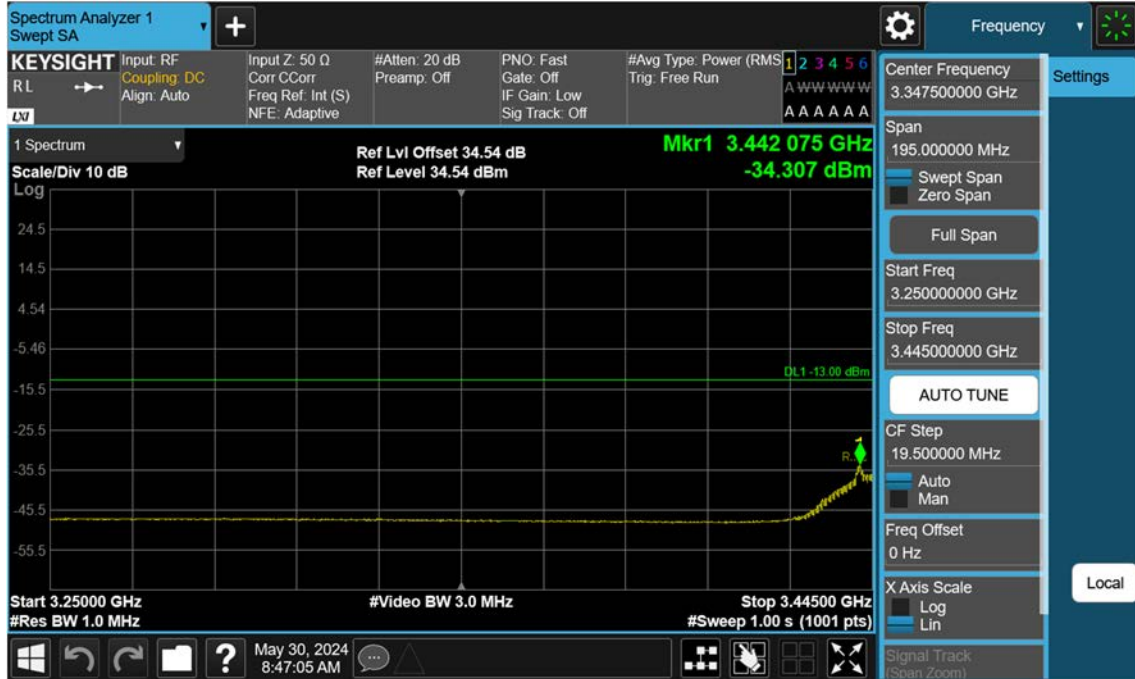 Spectrum Analyzer 1
Swept SA
+
Frequency
KEYSIGHT
R L
LXI
Input: RF
Coupling: DC
Align: Auto
Input Z: 50 Ω
Corr CCorr
Freq Ref: Int (S)
NFE: Adaptive
#Atten: 20 dB
Preamp: Off
PNO: Fast
Gate: Off
IF Gain: Low
Sig Track: Off
#Avg Type: Power (RMS
Trig: Free Run
1 2 3 4 5 6
A W W W W W
A A A A A A
1 Spectrum
Scale/Div 10 dB
Log
Ref Lvl Offset 34.54 dB
Ref Level 34.54 dBm
Mkr1 3.442 075 GHz
-34.307 dBm
24.5
14.5
4.54
-5.46
-15.5
-25.5
-35.5
-45.5
-55.5
DL1 -13.00 dBm
1
Start 3.25000 GHz
#Res BW 1.0 MHz
#Video BW 3.0 MHz
Stop 3.44500 GHz
#Sweep 1.00 s (1001 pts)
?
May 30, 2024
8:47:05 AM
Center Frequency
3.347500000 GHz
Span
195.000000 MHz
Swept Span
Zero Span
Full Span
Start Freq
3.250000000 GHz
Stop Freq
3.445000000 GHz
AUTO TUNE
CF Step
19.500000 MHz
Auto
Man
Freq Offset
0 Hz
X Axis Scale
Log
Lin
Signal Track
(Span Zoom)
Settings
Local